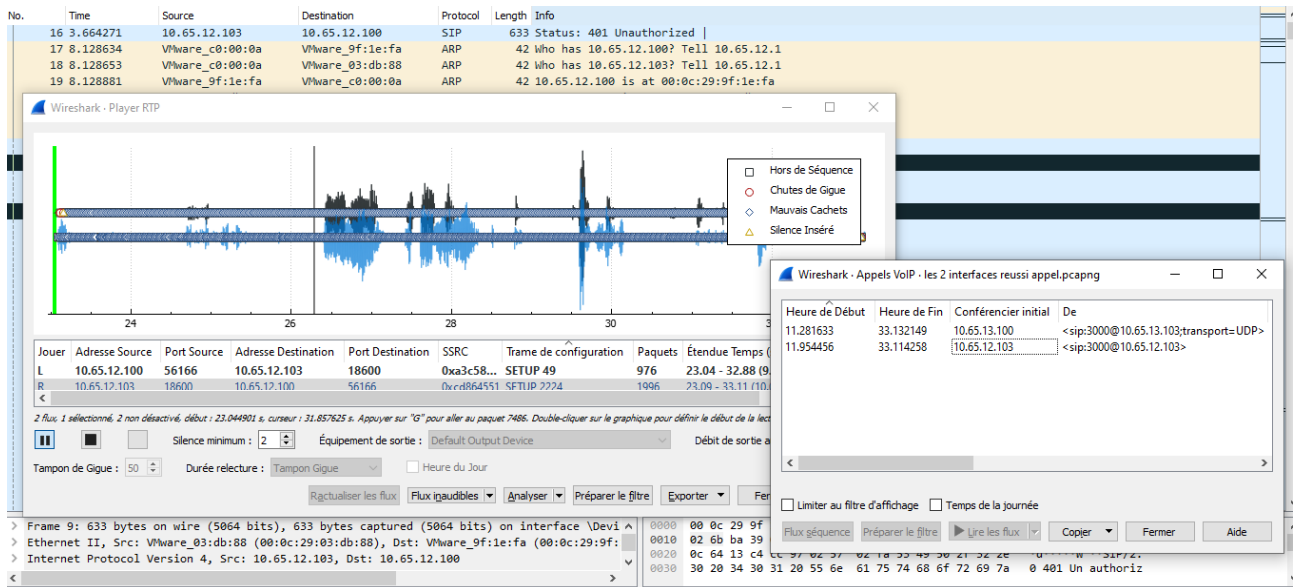 No. Time Source Destination Protocol Length Info
16 3.664271 10.65.12.103 10.65.12.100 SIP 633 Status: 401 Unauthorized |
17 8.128634 VMware_c0:00:0a VMware_9f:1e:fa ARP 42 Who has 10.65.12.100? Tell 10.65.12.1
18 8.128653 VMware_c0:00:0a VMware_03:db:88 ARP 42 Who has 10.65.12.103? Tell 10.65.12.1
19 8.128881 VMware_9f:1e:fa VMware_c0:00:0a ARP 42 10.65.12.100 is at 00:0c:29:9f:1e:fa
Wireshark · Player RTP
Hors de Séquence
Chutes de Gigue
Mauvais Cachets
Silence Inséré
24 26 28 30
Jouer Adresse Source Port Source Adresse Destination Port Destination SSRC Trame de configuration Paquets Étendue Temps (
L 10.65.12.100 56166 10.65.12.103 18600 0xa3c58... SETUP 49 976 23.04 - 32.88 (9.
R 10.65.12.103 18600 10.65.12.100 56166 0xcd864551 SETUP 2224 1996 23.09 - 33.11 (10.
2 flux, 1 sélectionné, 2 non désactivé, début : 23.044901 s, curseur : 31.857625 s. Appuyer sur "G" pour aller au paquet 7486. Double-cliquer sur le graphique pour définir le début de la lect
Silence minimum : 2 Équipement de sortie : Default Output Device Débit de sortie a
Tampon de Gigue : 50 Durée relecture : Tampon Gigue Heure du Jour
Ractualiser les flux Flux inaudibles Analyser Préparer le filtre Exporter Fer
Wireshark · Appels VoIP · les 2 interfaces reussi appel.pcapng
Heure de Début Heure de Fin Conférencier initial De
11.281633 33.132149 10.65.13.100 <sip:3000@10.65.13.103;transport=UDP>
11.954456 33.114258 10.65.12.103 <sip:3000@10.65.12.103>
Limiter au filtre d'affichage Temps de la journée
Flux séquence Préparer le filtre Lire les flux Copier Fermer Aide
Frame 9: 633 bytes on wire (5064 bits), 633 bytes captured (5064 bits) on interface \Devi
Ethernet II, Src: VMware_03:db:88 (00:0c:29:03:db:88), Dst: VMware_9f:1e:fa (00:0c:29:9f:
Internet Protocol Version 4, Src: 10.65.12.103, Dst: 10.65.12.100
0000 00 0c 29 9f
0010 02 6b ba 39
0020 0c 64 13 c4
0030 30 20 34 30 31 20 55 6e 61 75 74 68 6f 72 69 7a 0 401 Un authoriz